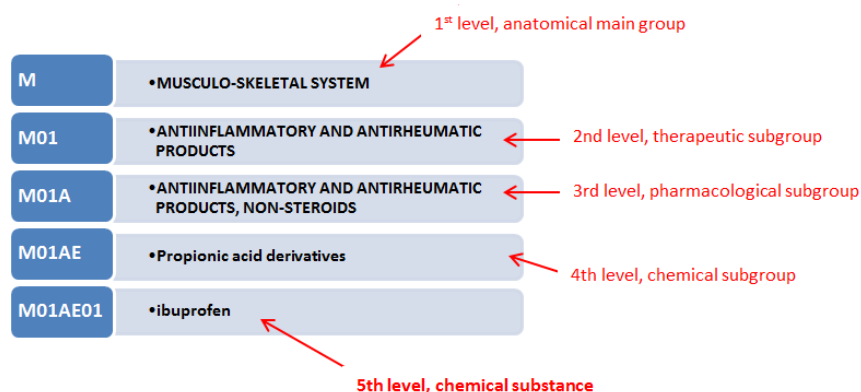 1st level, anatomical main group
M
•MUSCULO-SKELETAL SYSTEM
M01
•ANTIINFLAMMATORY AND ANTIRHEUMATIC
PRODUCTS
2nd level, therapeutic subgroup
M01A
•ANTIINFLAMMATORY AND ANTIRHEUMATIC
PRODUCTS, NON-STEROIDS
3rd level, pharmacological subgroup
M01AE
•Propionic acid derivatives
4th level, chemical subgroup
M01AE01
•ibuprofen
5th level, chemical substance